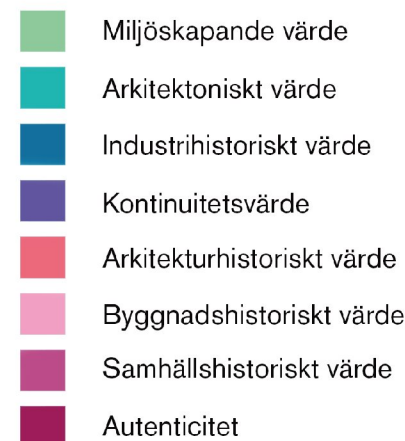 Miljöskapande värde
Arkitektoniskt värde
Industrihistoriskt värde
Kontinuitetsvärde
Arkitekturhistoriskt värde
Byggnadshistoriskt värde
Samhällshistoriskt värde
Autenticitet